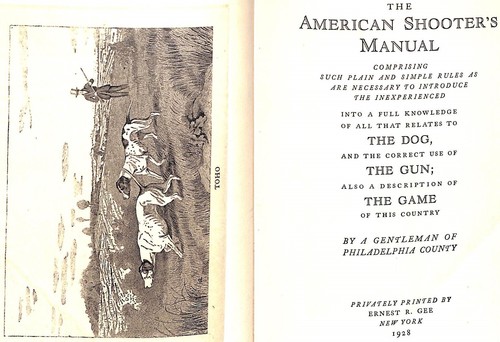 TOHO!
THE
AMERICAN SHOOTER'S
MANUAL
COMPRISING
SUCH PLAIN AND SIMPLE RULES AS
ARE NECESSARY TO INTRODUCE
THE INEXPERIENCED
INTO A FULL KNOWLEDGE
OF ALL THAT RELATES TO
THE DOG,
AND THE CORRECT USE OF
THE GUN;
ALSO A DESCRIPTION OF
THE GAME
OF THIS COUNTRY
BY A GENTLEMAN OF
PHILADELPHIA COUNTY
PRIVATELY PRINTED BY
ERNEST R. GEE
NEW YORK
1928